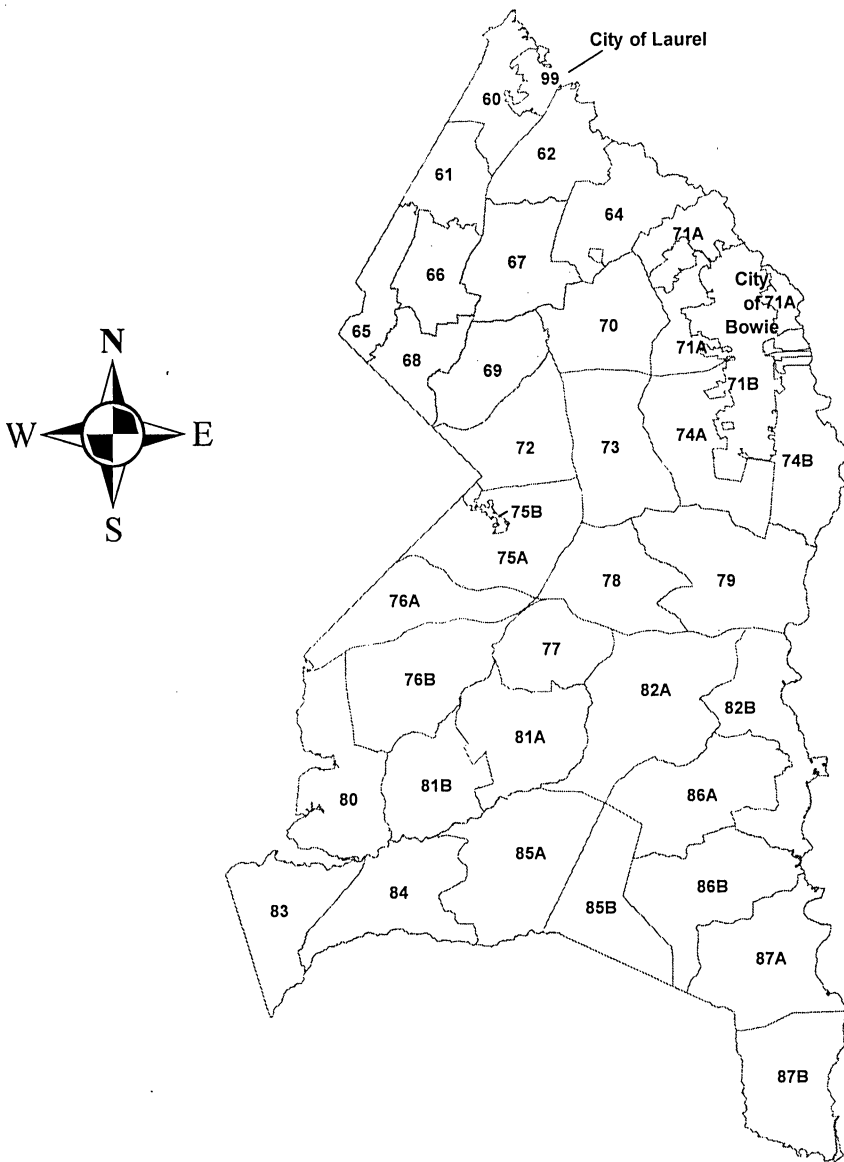 City of Laurel
99
60
62
61
64
71A
67
66
City
of
Bowie
71A
65
70
68
71A
69
71B
N
W
E
S
72
73
74A
74B
75B
75A
78
79
76A
77
76B
82A
82B
81A
81B
80
86A
85A
86B
84
85B
83
87A
87B